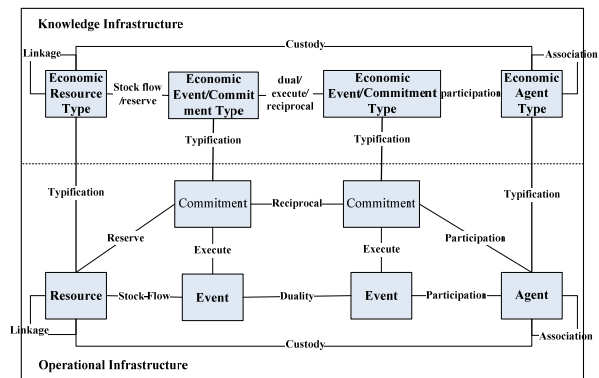 Knowledge Infrastructure
Custody
Linkage
Association
Economic
Resource
Type
Stock flow
/reserve
Economic
Event/Commit
ment Type
dual/
execute/
reciprocal
Economic
Event/Commitment
Type
participation
Economic
Agent
Type
Typification
Typification
Typification
Typification
Commitment
Reciprocal
Commitment
Reserve
Participation
Execute
Execute
Resource
Stock-Flow
Event
Duality
Event
Participation
Agent
Linkage
Association
Custody
Operational Infrastructure